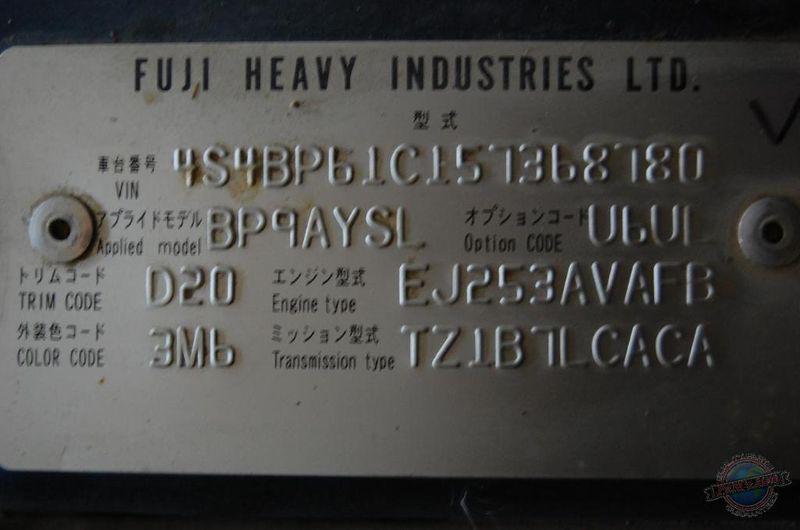 FUJI HEAVY INDUSTRIES LTD.
型式
車台番号 VIN 4S4BP61C157368780
アプライドモデル Applied model BP9AYSL オプションコード Option CODE U6UL
トリムコード TRIM CODE D20 エンジン型式 Engine type EJ253AVAFB
外装色コード COLOR CODE 3M6 ミッション型式 Transmission type TZ1B7LCACA
V